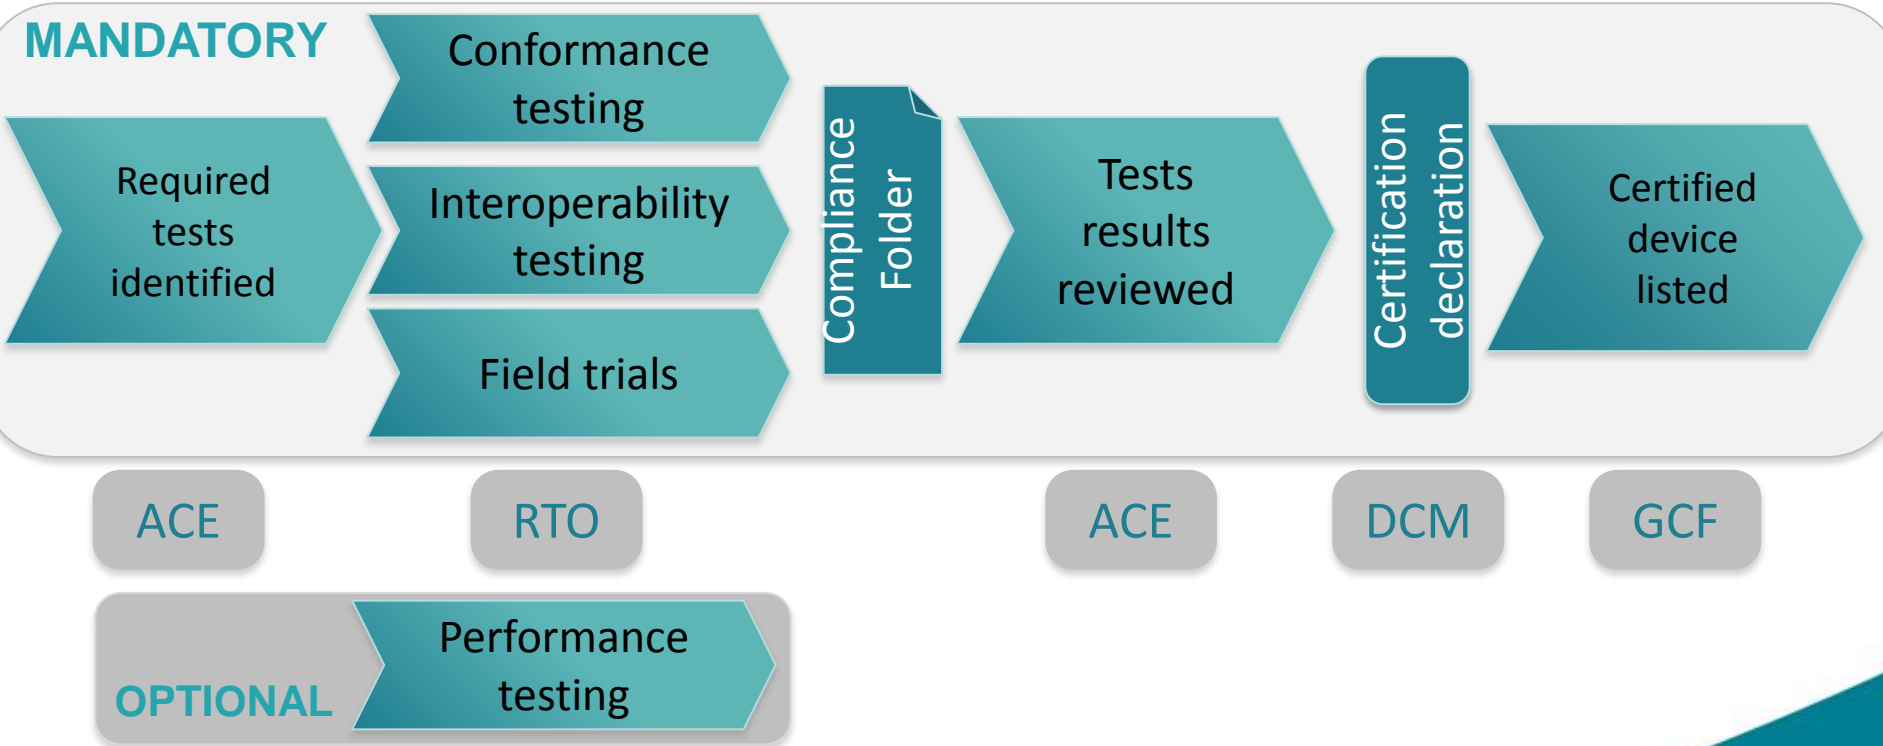 MANDATORY
Required
tests
identified
Conformance
testing
Interoperability
testing
Field trials
Compliance
Folder
Tests
results
reviewed
Certification
declaration
Certified
device
listed
ACE
RTO
ACE
DCM
GCF
OPTIONAL
Performance
testing